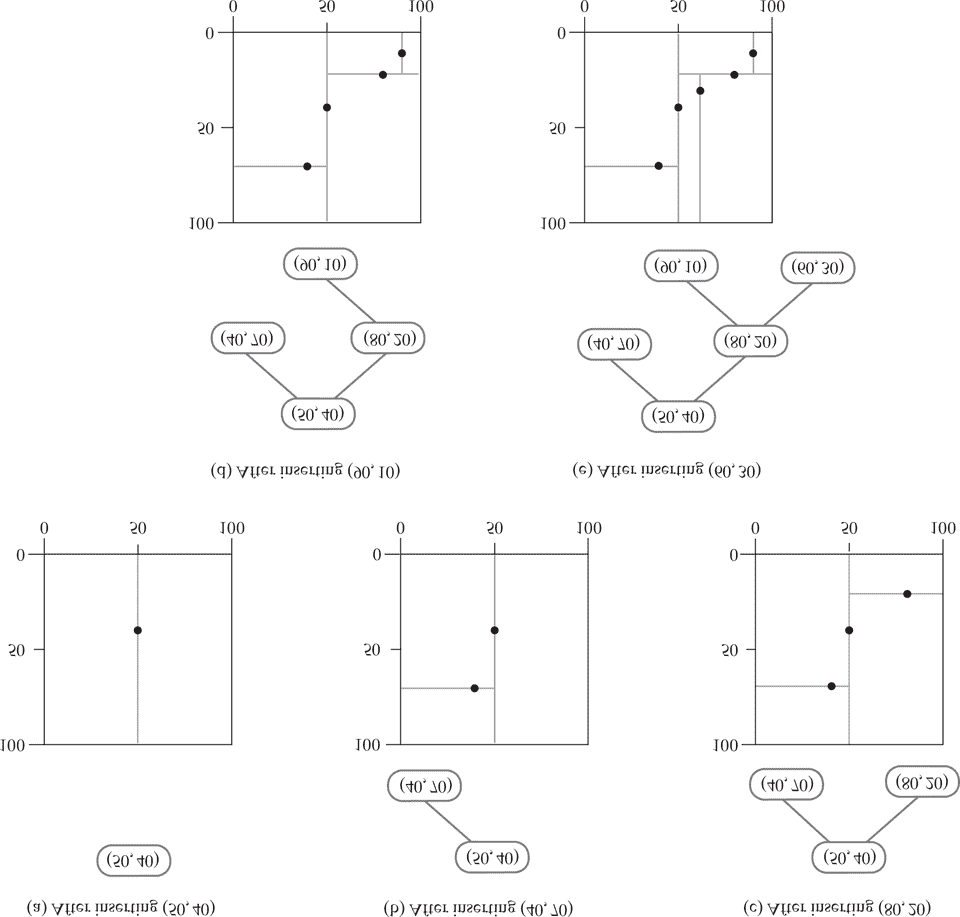 (a) After inserting (50, 40)
(50, 40)
100
50
0
0 50 100
(b) After inserting (40, 70)
(50, 40)
(40, 70)
100
50
0
0 50 100
(c) After inserting (80, 20)
(50, 40)
(40, 70) (80, 20)
100
50
0
0 50 100
(d) After inserting (90, 10)
(50, 40)
(40, 70) (80, 20)
(90, 10)
100
50
0
0 50 100
(e) After inserting (60, 30)
(50, 40)
(40, 70) (80, 20)
(90, 10) (60, 30)
100
50
0
0 50 100